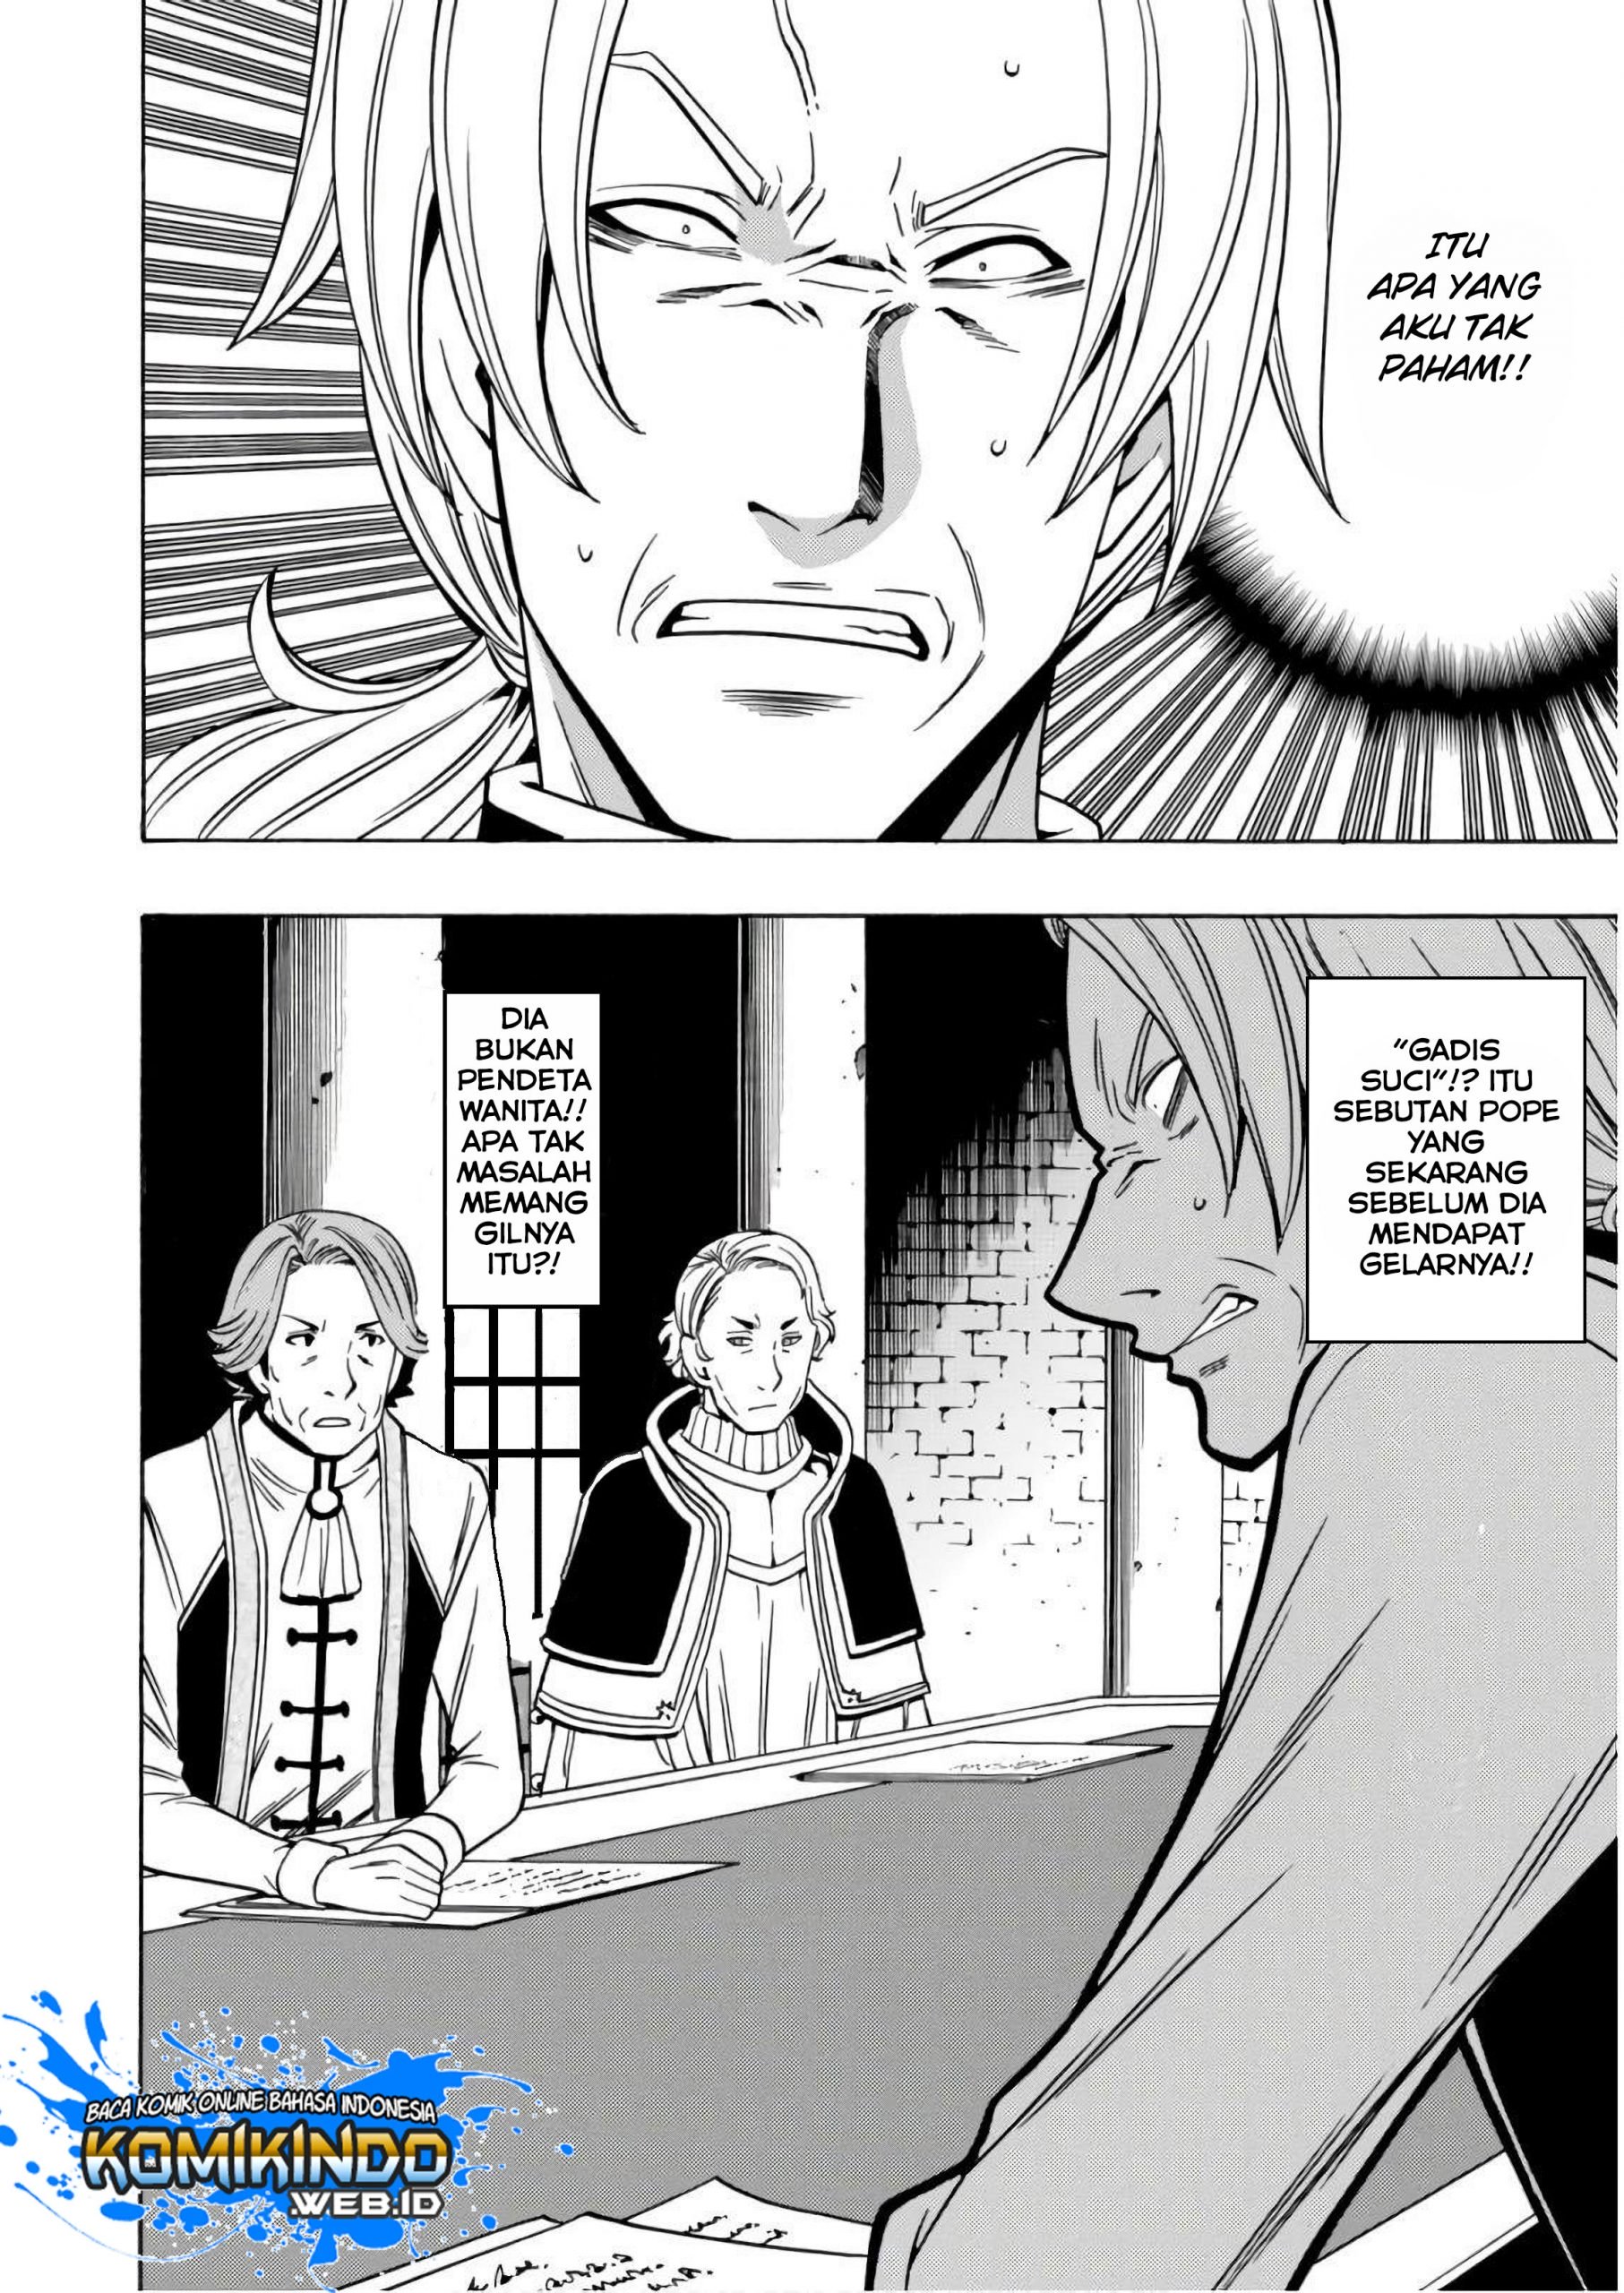 ITU
APA YANG
AKU TAK
PAHAM!!
"GADIS
SUCI"!? ITU
SEBUTAN POPE
YANG
SEKARANG
SEBELUM DIA
MENDAPAT
GELARNYA!!
DIA
BUKAN
PENDETA
WANITA!!
APA TAK
MASALAH
MEMANG
GILNYA
ITU?!
BACA KOMIK ONLINE BAHASA INDONESIA
KOMIKINDO
.WEB.ID